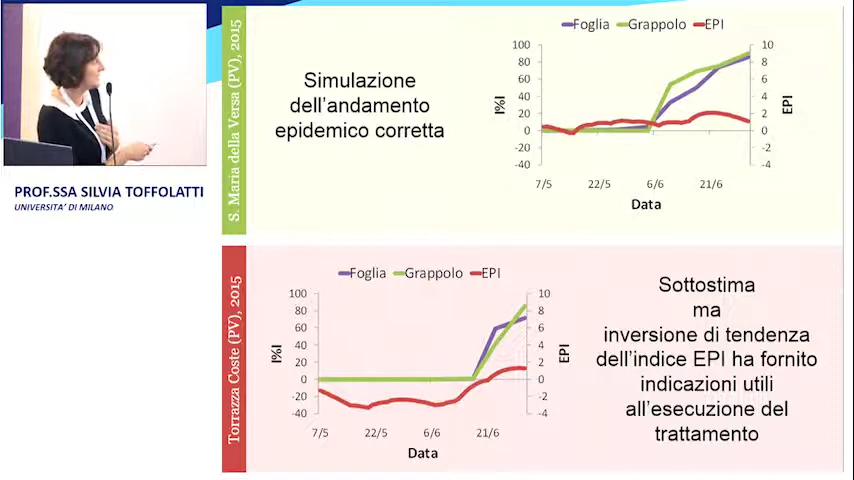 PROF.SSA SILVIA TOFFOLATTI
UNIVERSITA' DI MILANO
S. Maria della Versa (PV), 2015
Simulazione
dell'andamento
epidemico corretta
Foglia Grappolo EPI
I%I
100
80
60
40
20
0
-20
-40
10
8
6
4
2
0
-2
-4
EPI
7/5 22/5 6/6 21/6
Data
Torrazza Coste (PV), 2015
Foglia Grappolo EPI
I%I
100
80
60
40
20
0
-20
-40
10
8
6
4
2
0
-2
-4
EPI
7/5 22/5 6/6 21/6
Data
Sottostima
ma
inversione di tendenza
dell'indice EPI ha fornito
indicazioni utili
all'esecuzione del
trattamento